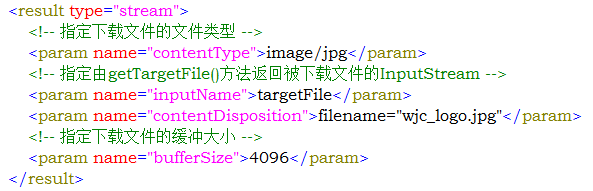 <result type="stream">
<!-- 指定下载文件的文件类型 -->
<param name="contentType">image/jpg</param>
<!-- 指定由getTargetFile()方法返回被下载文件的InputStream -->
<param name="inputName">targetFile</param>
<param name="contentDisposition">filename="wjc_logo.jpg"</param>
<!-- 指定下载文件的缓冲大小 -->
<param name="bufferSize">4096</param>
</result>